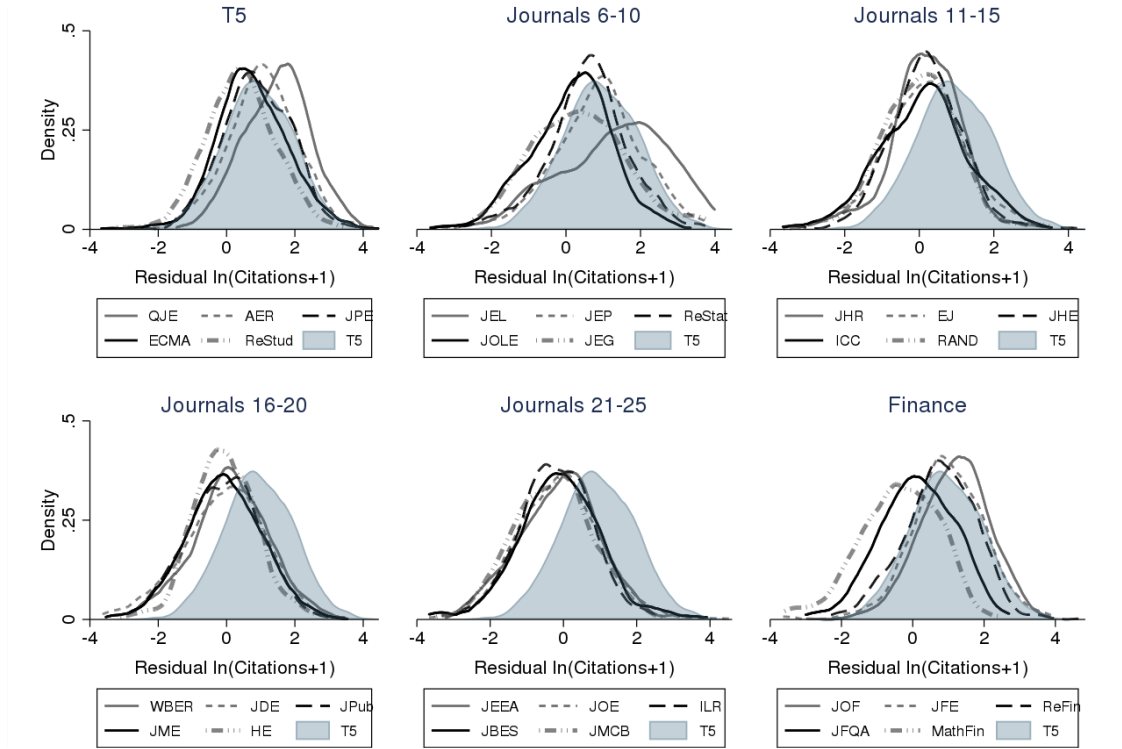 T5
Journals 6-10
Journals 11-15
Density
.5
.25
0
-4 -2 0 2 4
-4 -2 0 2 4
-4 -2 0 2 4
Residual ln(Citations+1)
Residual ln(Citations+1)
Residual ln(Citations+1)
QJE AER JPE
ECMA ReStud T5
JEL JEP ReStat
JOLE JEG T5
JHR EJ JHE
ICC RAND T5
Journals 16-20
Journals 21-25
Finance
Density
.5
.25
0
-4 -2 0 2 4
-4 -2 0 2 4
-4 -2 0 2 4
Residual ln(Citations+1)
Residual ln(Citations+1)
Residual ln(Citations+1)
WBER JDE JPub
JME HE T5
JEEA JOE ILR
JBES JMCB T5
JOF JFE ReFin
JFQA MathFin T5